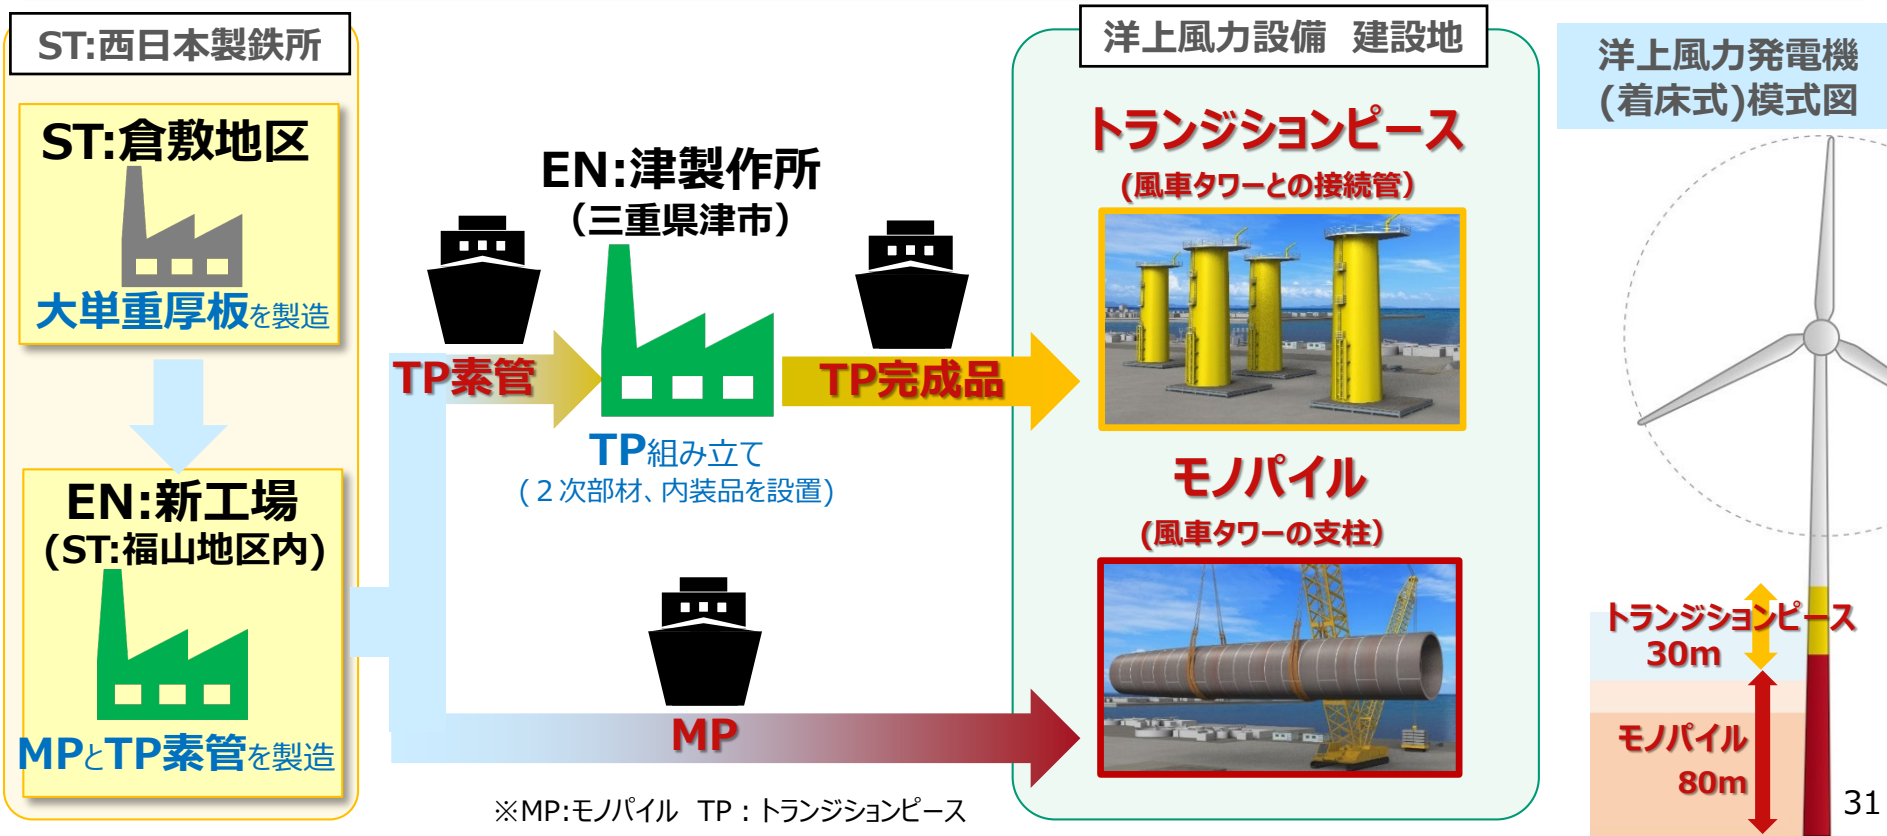 ST:西日本製鉄所
ST:倉敷地区
大単重厚板を製造
EN:新工場
(ST:福山地区内)
MPとTP素管を製造
EN:津製作所
（三重県津市）
TP素管
TP完成品
TP組み立て
(２次部材、内装品を設置)
MP
※MP:モノパイル TP：トランジションピース
洋上風力設備 建設地
トランジションピース
(風車タワーとの接続管）
モノパイル
(風車タワーの支柱）
洋上風力発電機
(着床式)模式図
トランジションピース
30m
モノパイル
80m
31